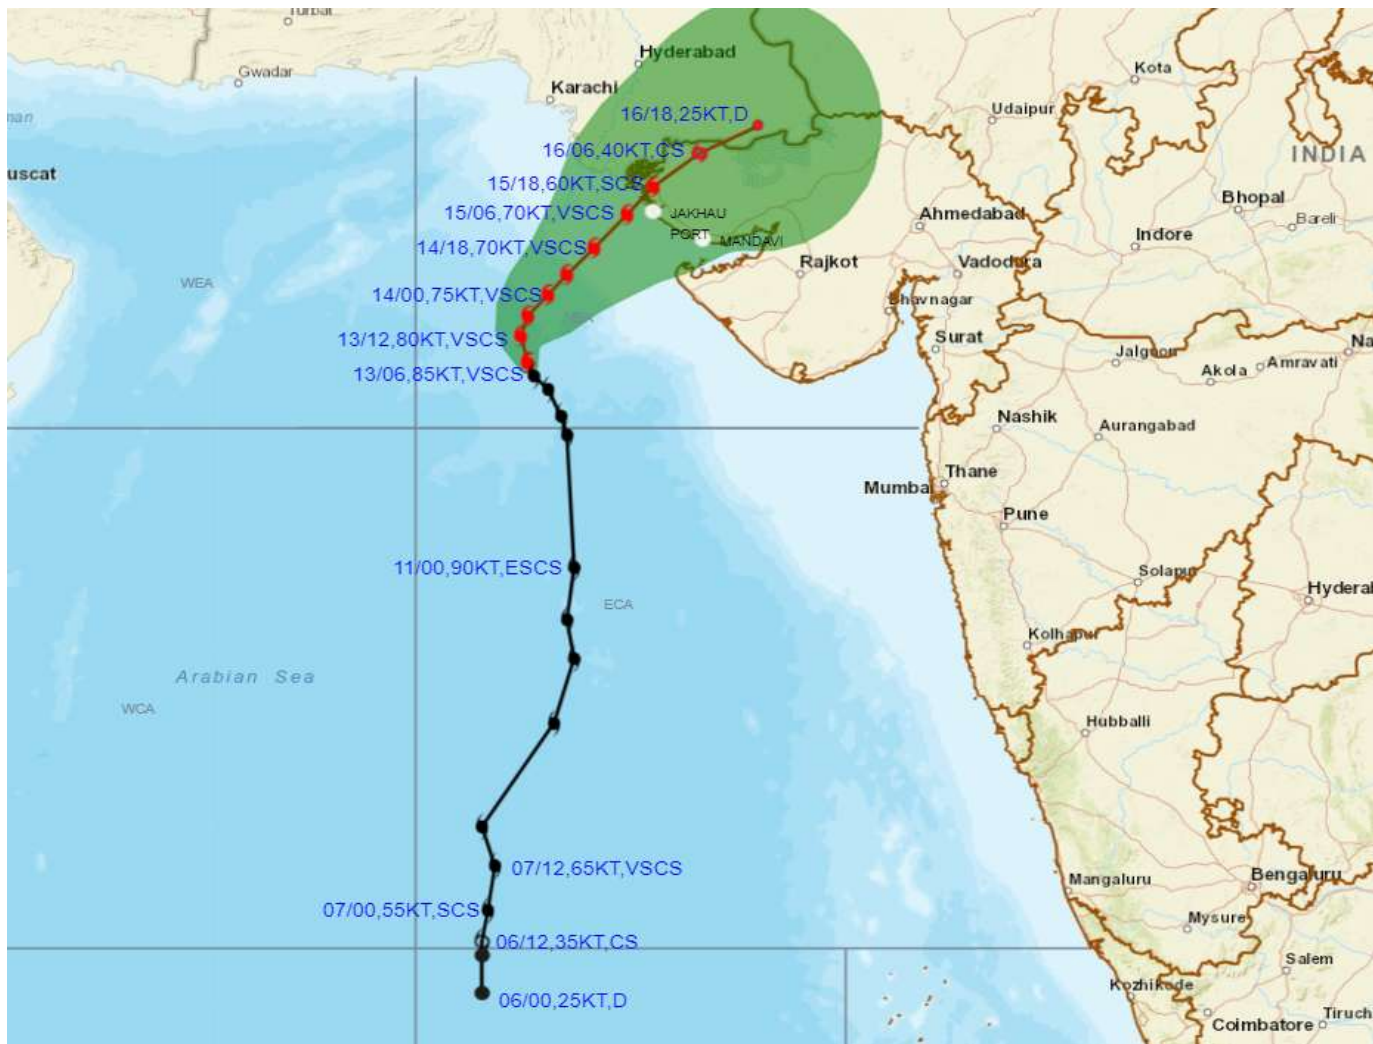 Turbat
Gwadar
Hyderabad
Karachi
Kota
Udaipur
16/18,25KT,D
16/06,40KT,CS
INDIA
uscat
15/18,60KT,SCS
15/06,70KT,VSCS
JAKHAU
PORT
MANDAVI
Ahmedabad
Bhopal
Bareli
14/18,70KT,VSCS
Indore
Rajkot
Vadodura
WEA
14/00,75KT,VSCS
Bhavnagar
13/12,80KT,VSCS
Surat
Jalgaon
Na
Amravati
13/06,85KT,VSCS
Akola
Nashik
Aurangabad
Thane
Mumbai
Pune
11/00,90KT,ESCS
Solapur
Hyderal
ECA
Kolhapur
Arabian Sea
WCA
Hubballi
07/12,65KT,VSCS
Mangaluru
Bengaluru
07/00,55KT,SCS
Mysure
06/12,35KT,CS
Salem
Kozhikode
06/00,25KT,D
Coimbatore
Tiruch